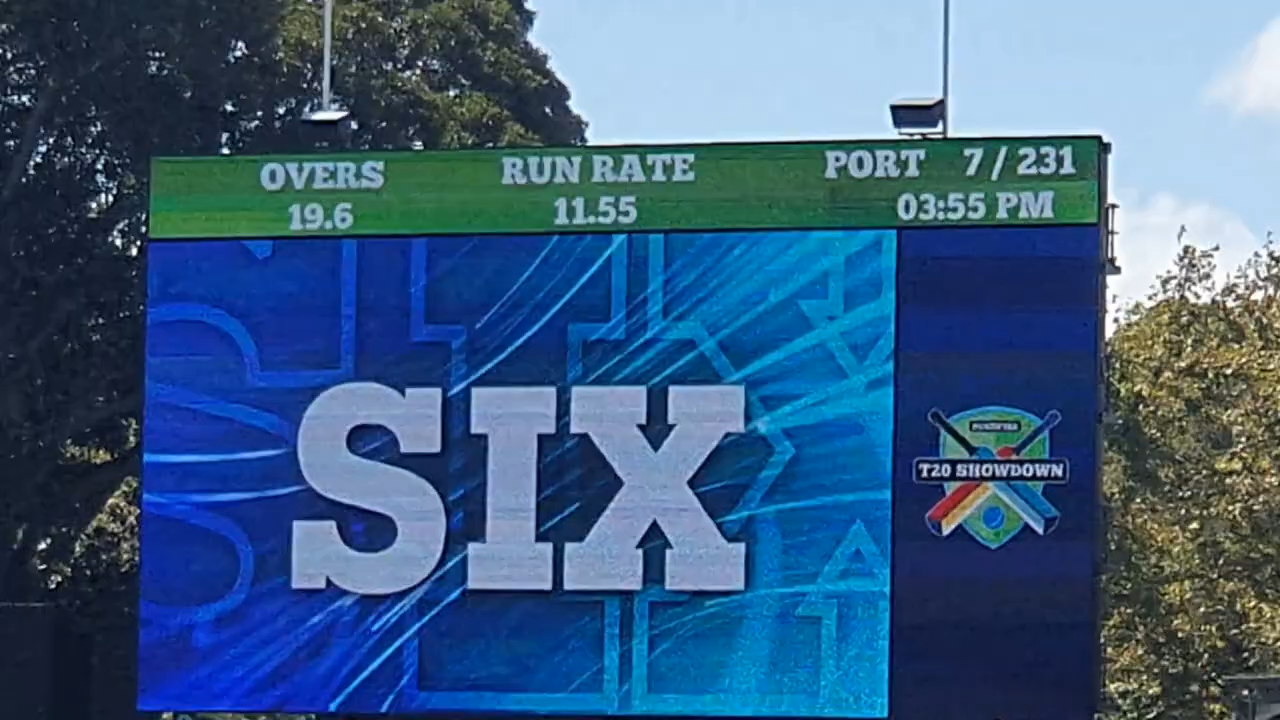 OVERS
19.6
RUN RATE
11.55
PORT 7 / 231
03:55 PM
SIX
T20 SHOWDOWN